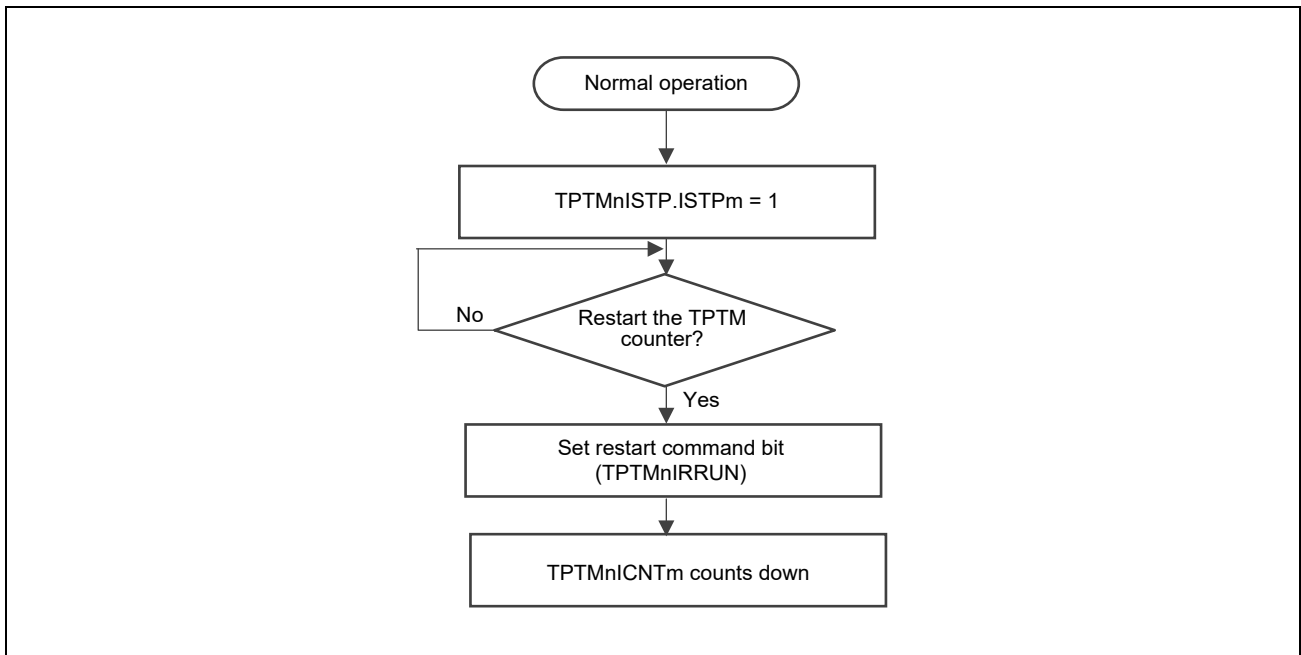 Normal operation
TPTMnISTP.ISTPm = 1
No
Restart the TPTM
counter?
Yes
Set restart command bit
(TPTMnIRRUN)
TPTMnICNTm counts down